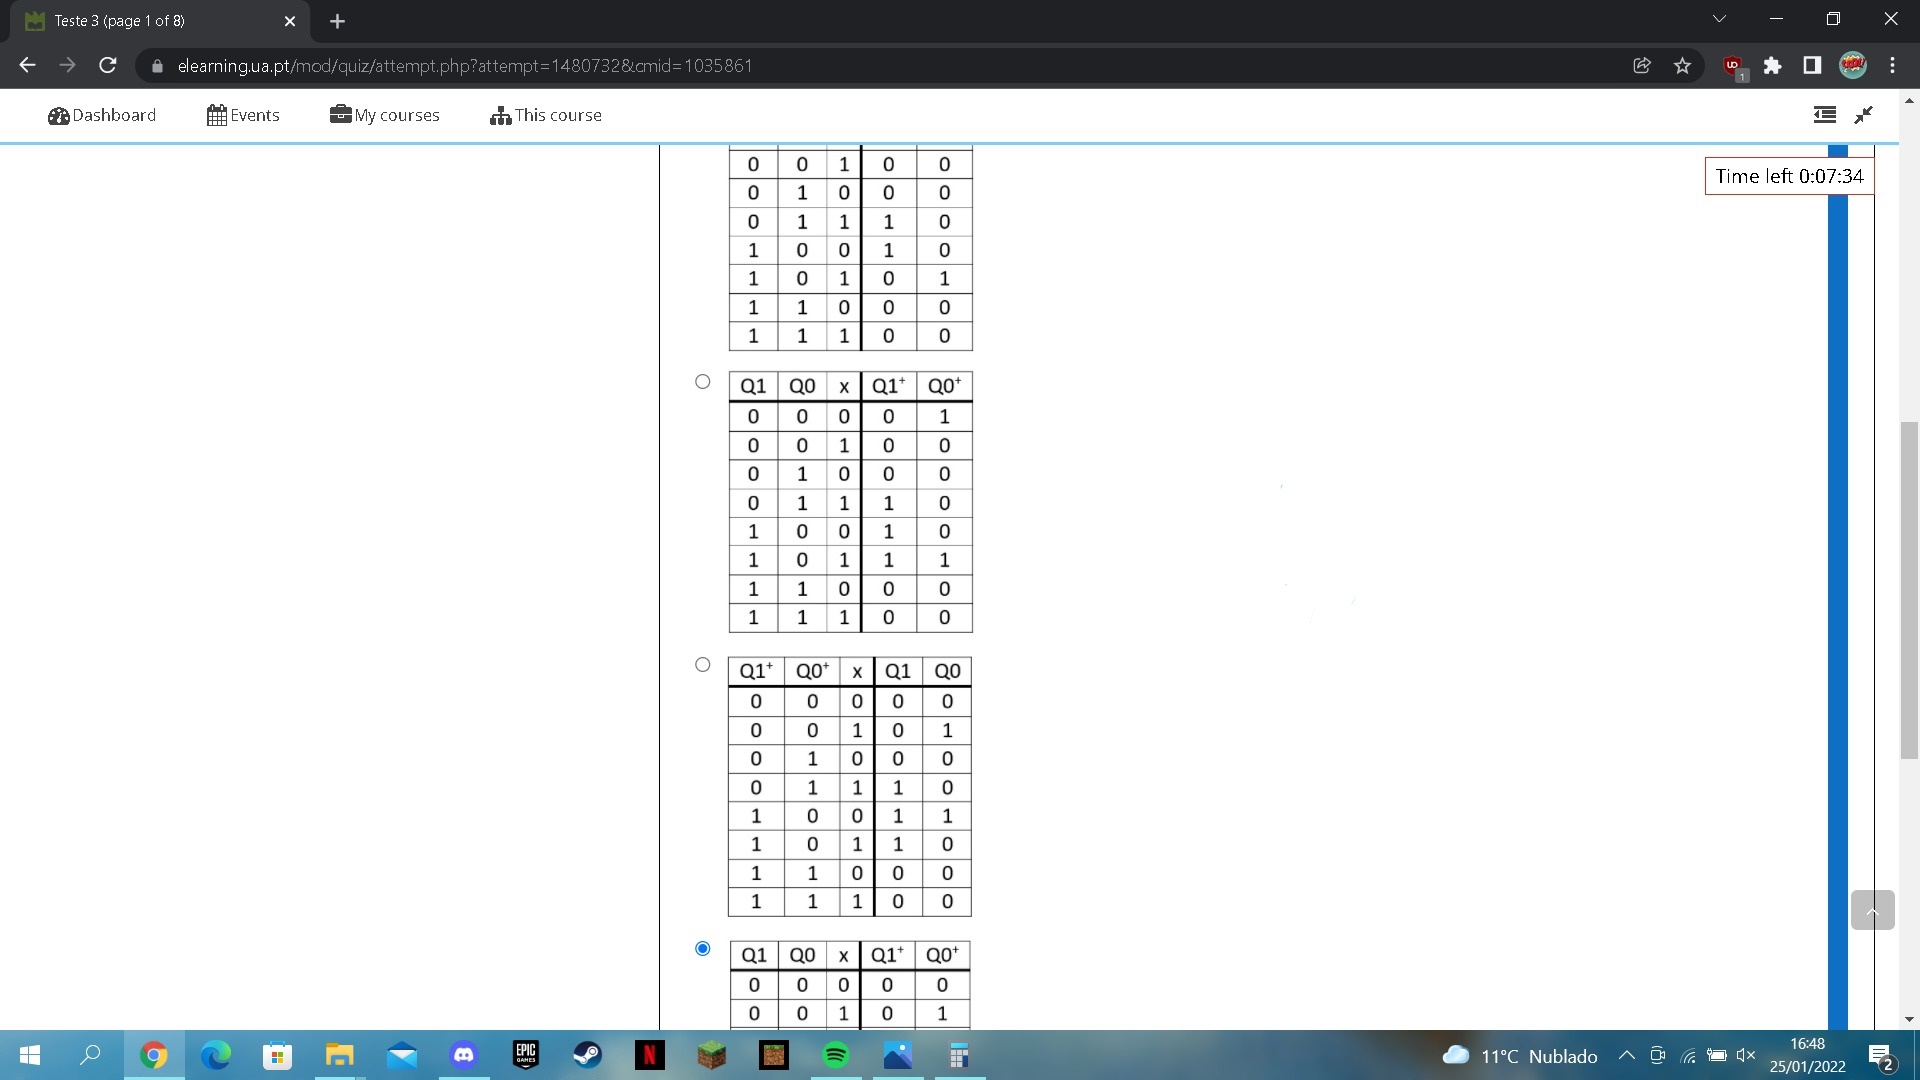 Teste 3 (page 1 of 8)
elearning.ua.pt/mod/quiz/attempt.php?attempt=1480732&cmid=1035861
1
Dashboard Events My courses This course
Time left 0:07:34
0 0 1 0 0
0 1 0 0 0
0 1 1 1 0
1 0 0 1 0
1 0 1 0 1
1 1 0 0 0
1 1 1 0 0
Q1 Q0 x Q1⁺ Q0⁺
0 0 0 0 1
0 0 1 0 0
0 1 0 0 0
0 1 1 1 0
1 0 0 1 0
1 0 1 1 1
1 1 0 0 0
1 1 1 0 0
Q1⁺ Q0⁺ x Q1 Q0
0 0 0 0 0
0 0 1 0 1
0 1 0 0 0
0 1 1 1 0
1 0 0 1 1
1 0 1 1 0
1 1 0 0 0
1 1 1 0 0
Q1 Q0 x Q1⁺ Q0⁺
0 0 0 0 0
0 0 1 0 1
EPIC GAMES
N
11°C Nublado
16:48
25/01/2022
2